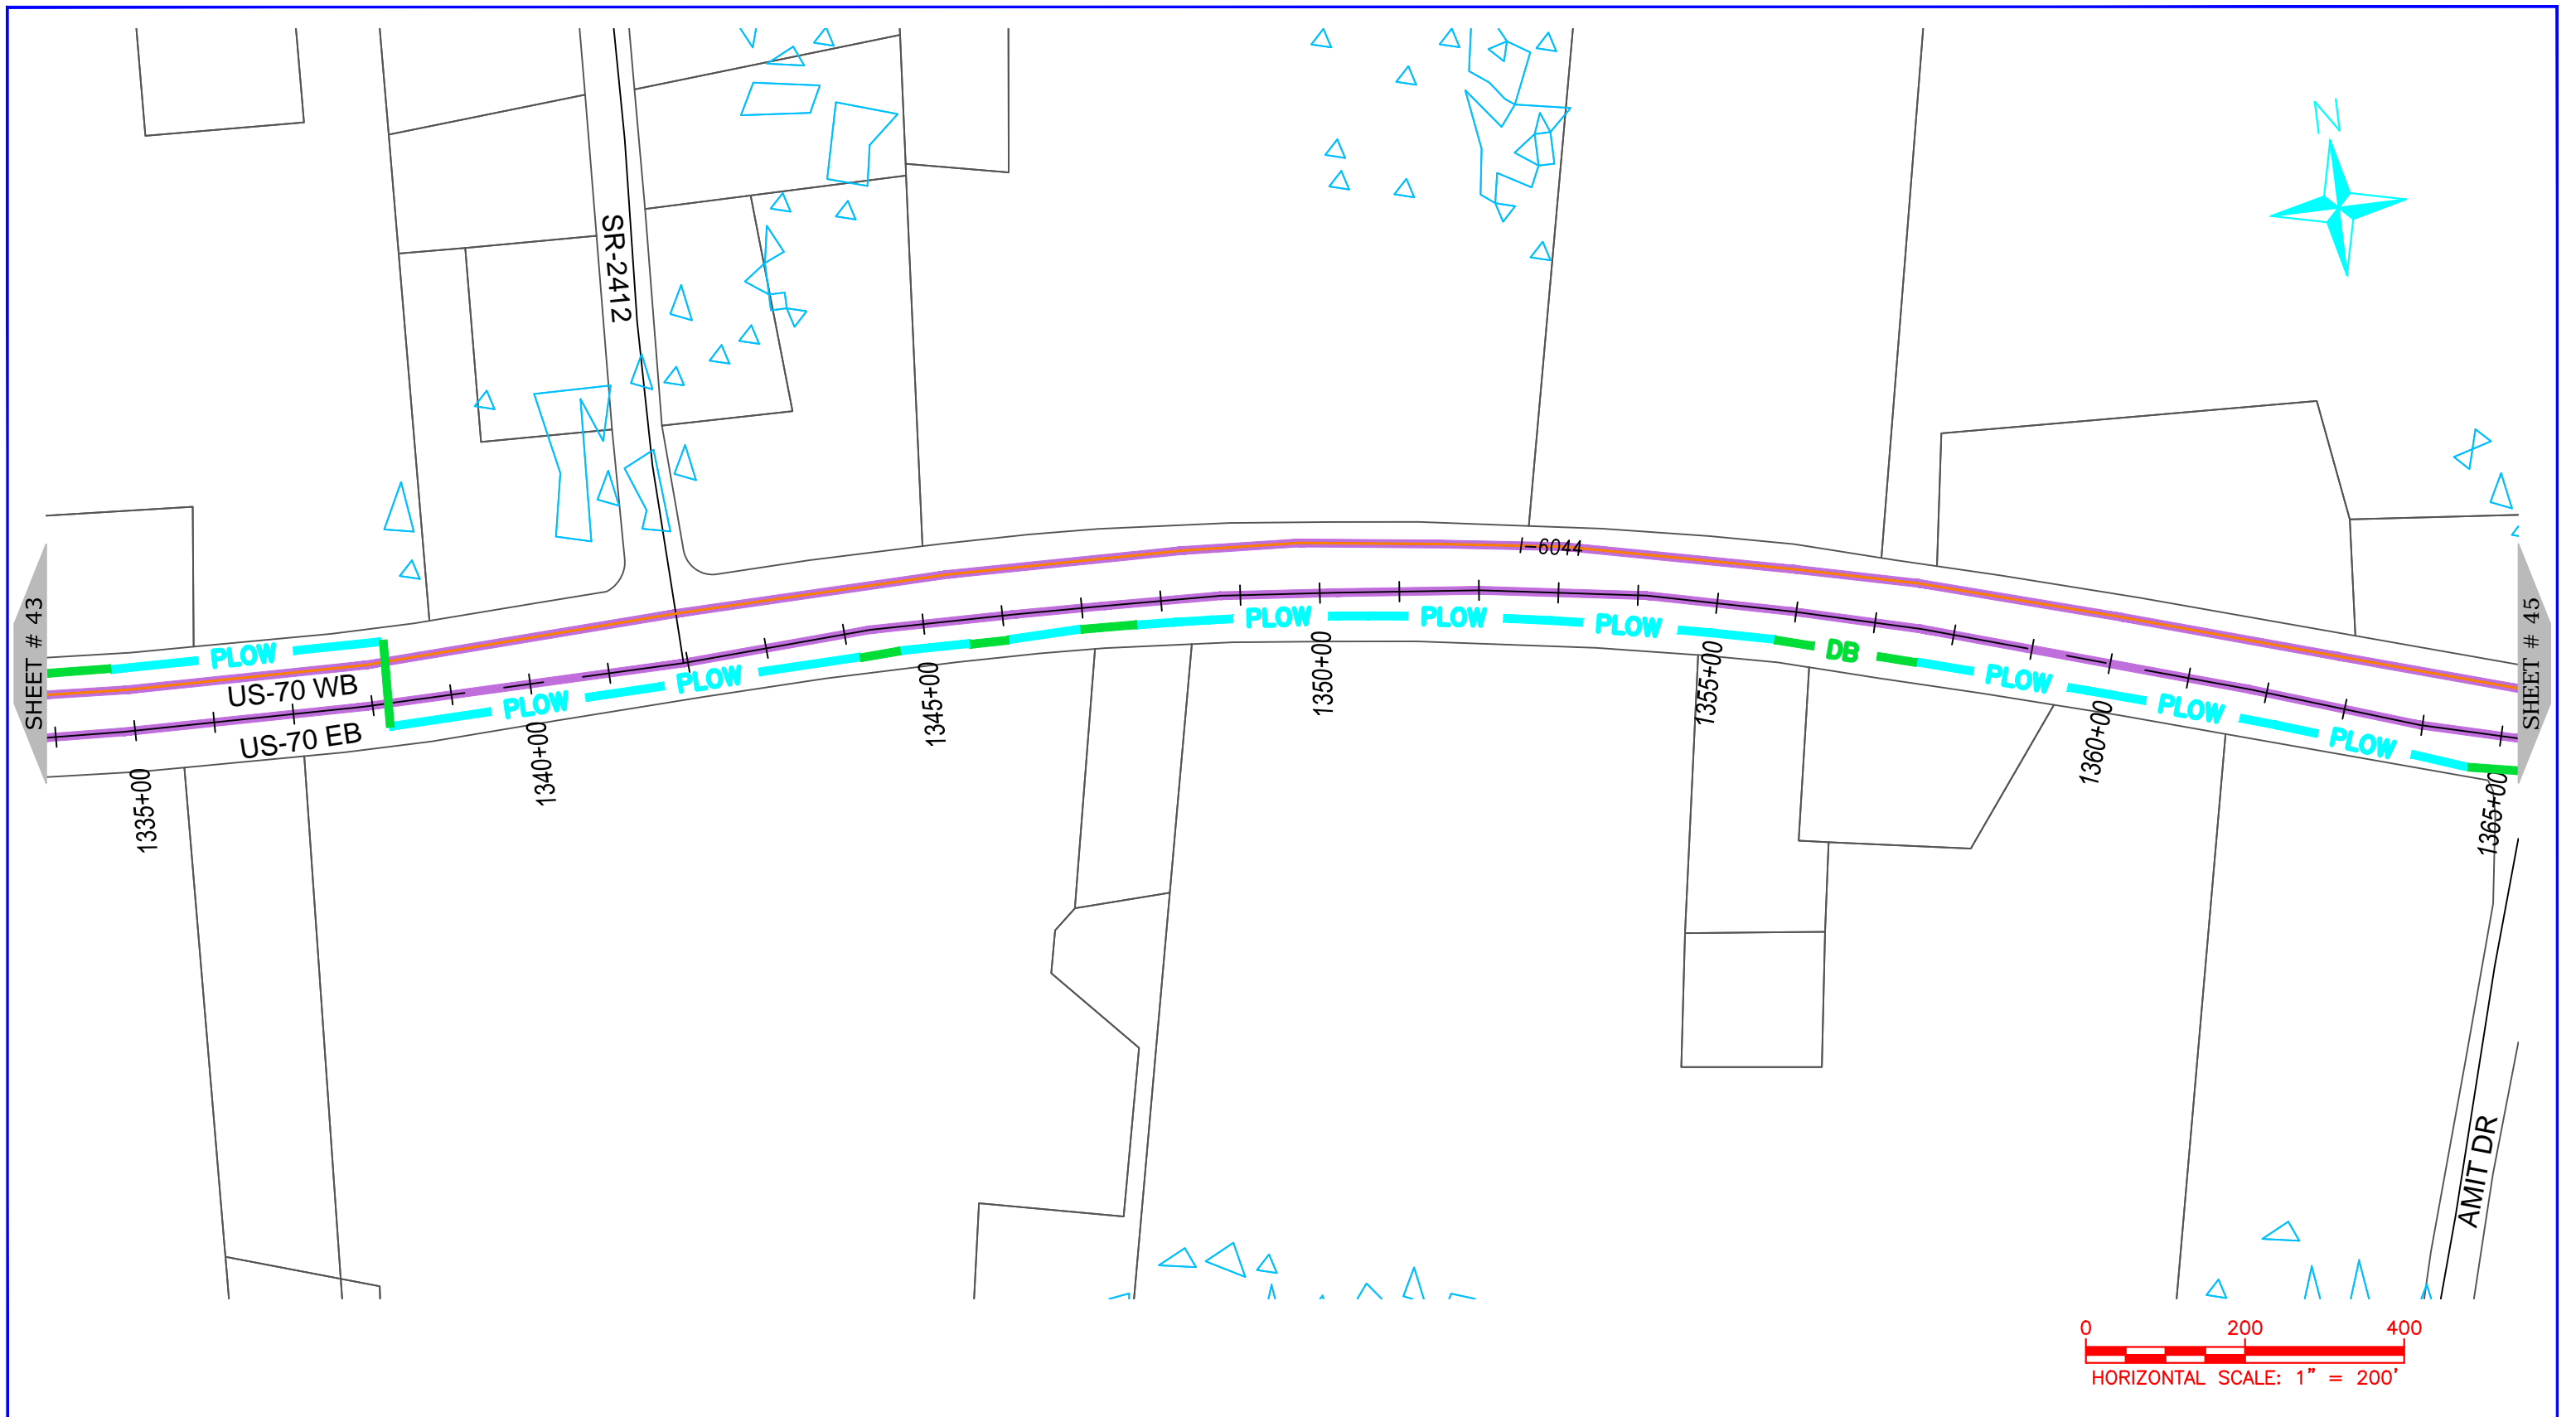 N
SR-2412
I-6044
SHEET # 43
SHEET # 45
PLOW
PLOW
PLOW
PLOW
DB
PLOW
US-70 WB
PLOW
PLOW
PLOW
PLOW
US-70 EB
1335+00
1340+00
1345+00
1350+00
1355+00
1360+00
1365+00
AMIT DR
0 200 400
HORIZONTAL SCALE: 1" = 200'